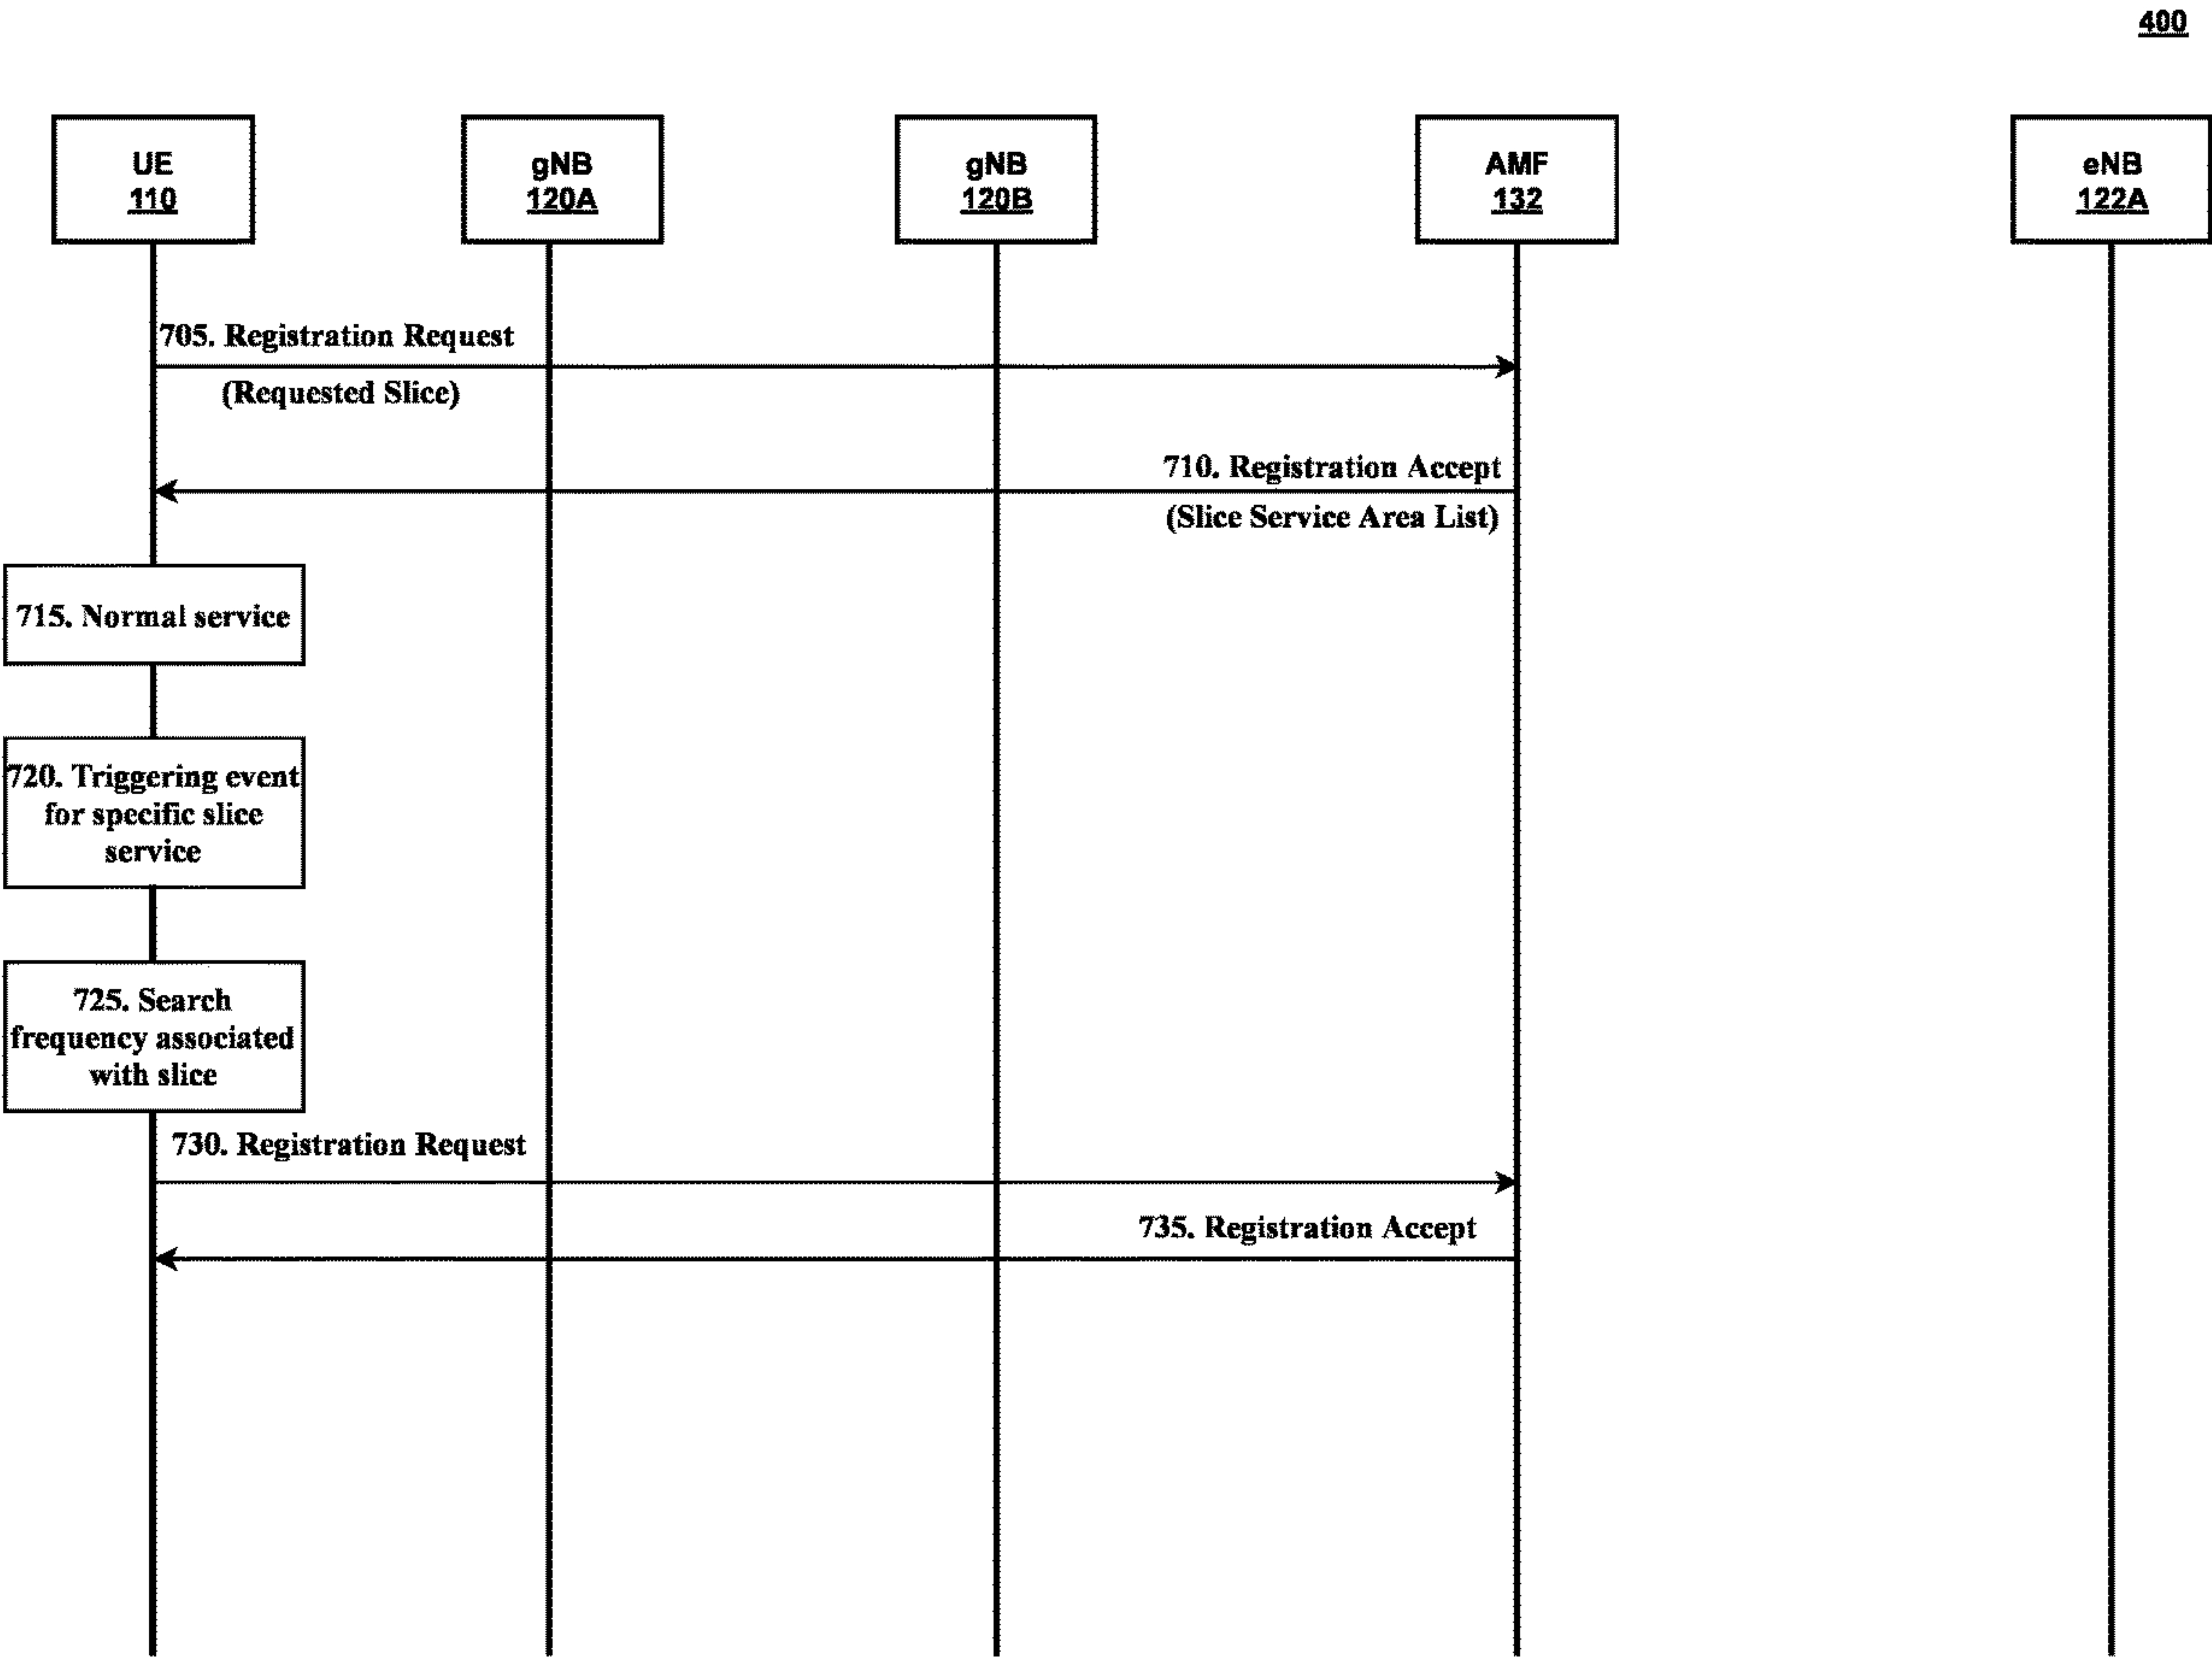 400
UE
110
gNB
120A
gNB
120B
AMF
132
eNB
122A
705. Registration Request
(Requested Slice)
710. Registration Accept
(Slice Service Area List)
715. Normal service
720. Triggering event
for specific slice
service
725. Search
frequency associated
with slice
730. Registration Request
735. Registration Accept